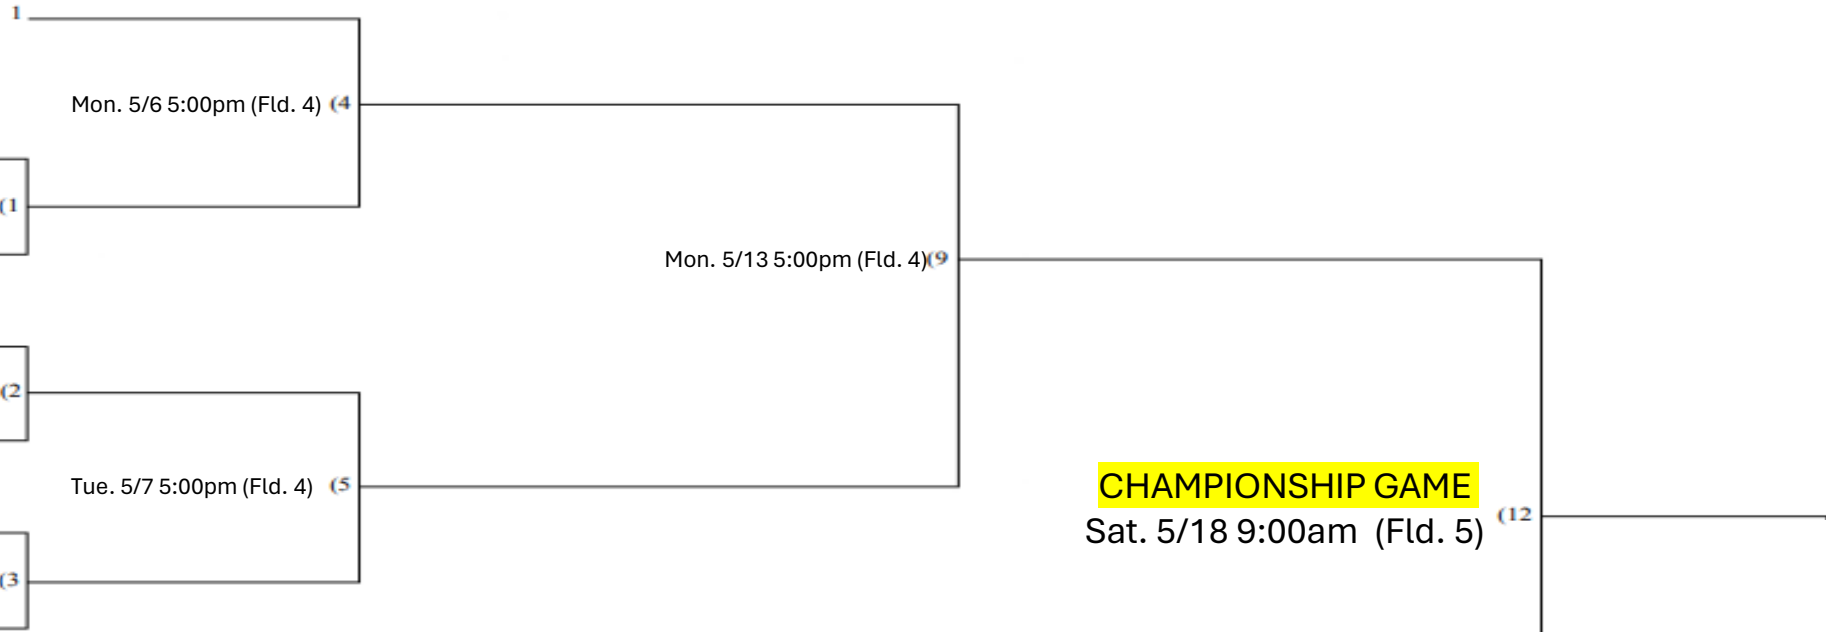 1
Mon. 5/6 5:00pm (Fld. 4) (4
(1
Mon. 5/13 5:00pm (Fld. 4)(9
(2
CHAMPIONSHIP GAME
Tue. 5/7 5:00pm (Fld. 4) (5
Sat. 5/18 9:00am (Fld. 5) (12
(3